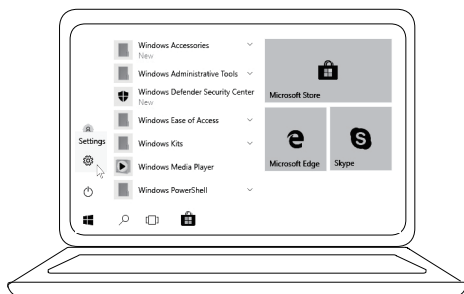 Windows Accessories
New
Windows Administrative Tools
Windows Defender Security Center
New
Windows Ease of Access
Windows Kits
Windows Media Player
Windows PowerShell
Settings
Microsoft Store
Microsoft Edge
Skype